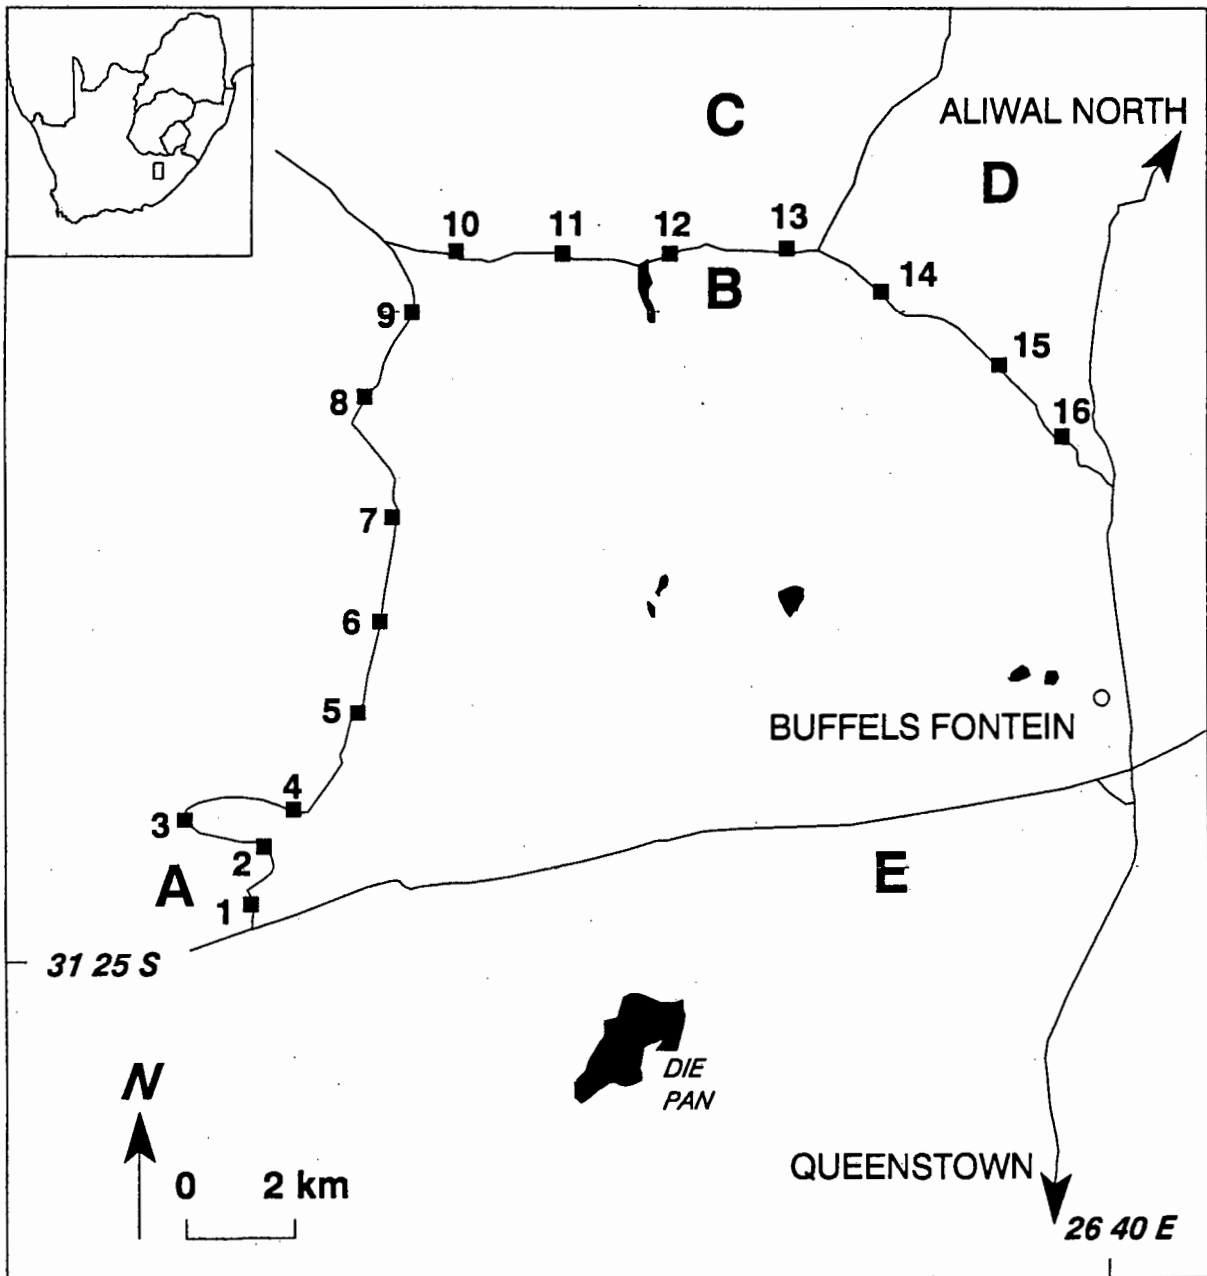 C
ALIWAL NORTH
D
10
11
12
13
B
14
9
15
8
16
7
6
5
BUFFELS FONTEIN
4
3
2
E
A
1
31 25 S
DIE
PAN
N
QUEENSTOWN
0
2 km
26 40 E